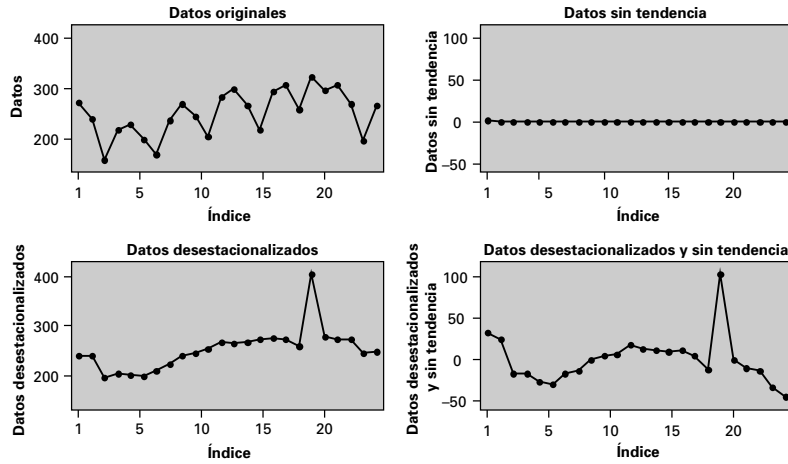 Datos originales
400
300
200
Datos
1 5 10 15 20
Índice
Datos sin tendencia
100
50
0
–50
Datos sin tendencia
1 5 10 15 20
Índice
Datos desestacionalizados
400
300
200
Datos desestacionalizados
1 5 10 15 20
Índice
Datos desestacionalizados y sin tendencia
100
50
0
–50
Datos desestacionalizados
y sin tendencia
1 5 10 15 20
Índice